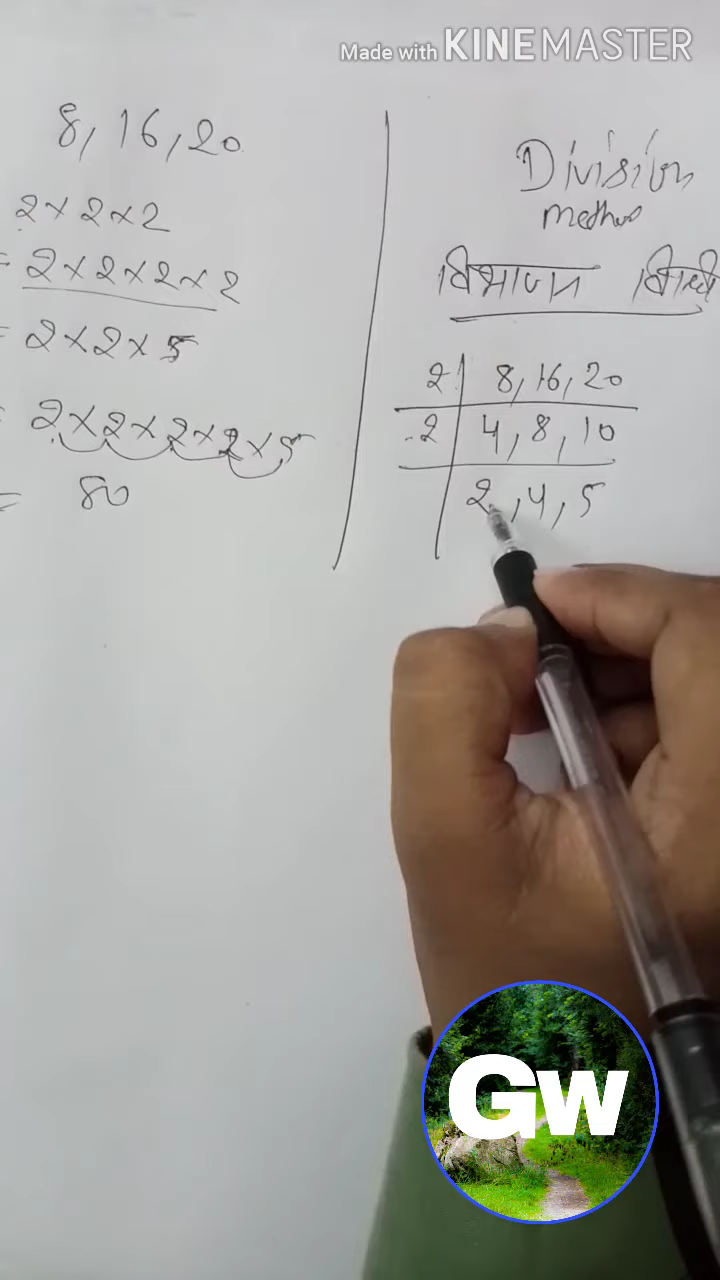 Made with KINEMASTER
8, 16, 20
2 × 2 × 2
= 2 × 2 × 2 × 2
= 2 × 2 × 5
= 2 × 2 × 2 × 2 × 5
= 80
Division
method
विभाजन विधि
2 | 8, 16, 20
2 | 4, 8, 10
2, 4, 5
GW